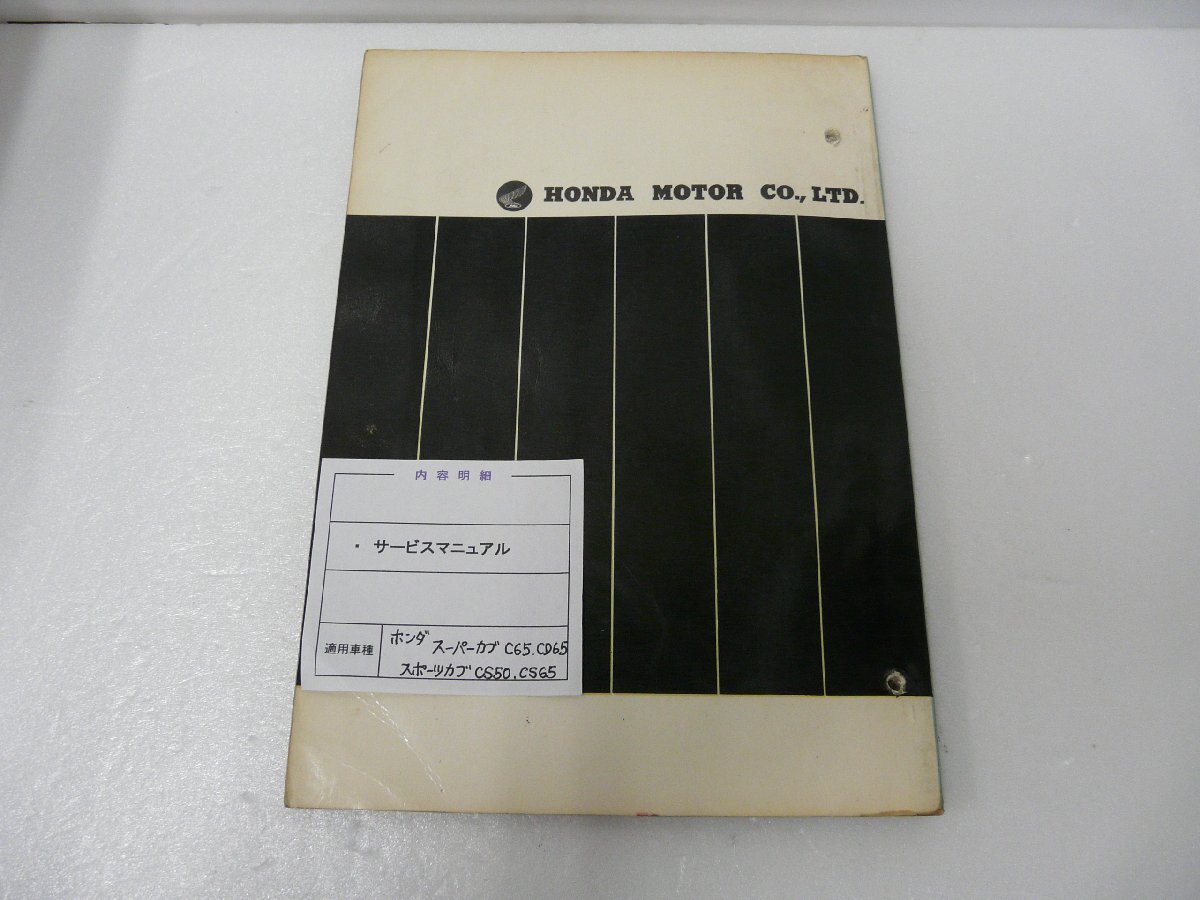 HONDA MOTOR CO., LTD.
内容明細
・ サービスマニュアル
適用車種
ホンダ
スーパーカブ C65.CD65
スポーツカブ CS50.CS65